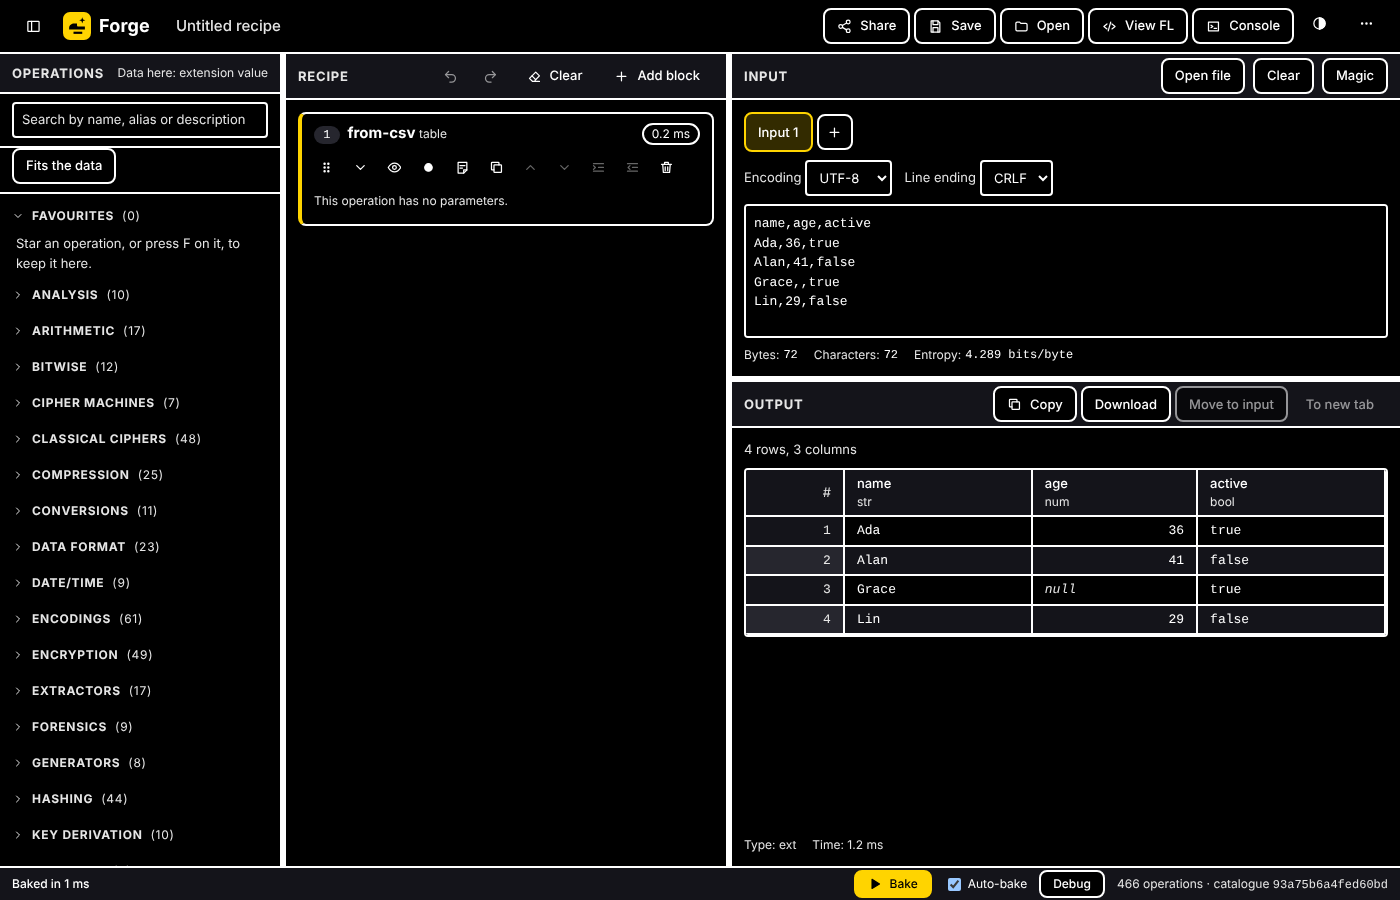 Forge
Untitled recipe
Share
Save
Open
View FL
Console
OPERATIONS
Data here: extension value
Search by name, alias or description
Fits the data
FAVOURITES (0)
Star an operation, or press F on it, to
keep it here.
ANALYSIS (10)
ARITHMETIC (17)
BITWISE (12)
CIPHER MACHINES (7)
CLASSICAL CIPHERS (48)
COMPRESSION (25)
CONVERSIONS (11)
DATA FORMAT (23)
DATE/TIME (9)
ENCODINGS (61)
ENCRYPTION (49)
EXTRACTORS (17)
FORENSICS (9)
GENERATORS (8)
HASHING (44)
KEY DERIVATION (10)
RECIPE
Clear
Add block
1 from-csv table 0.2 ms
This operation has no parameters.
INPUT
Open file
Clear
Magic
Input 1
Encoding UTF-8 Line ending CRLF
name,age,active
Ada,36,true
Alan,41,false
Grace,,true
Lin,29,false
Bytes: 72 Characters: 72 Entropy: 4.289 bits/byte
OUTPUT
Copy
Download
Move to input
To new tab
4 rows, 3 columns
# name age active
str num bool
1 Ada 36 true
2 Alan 41 false
3 Grace null true
4 Lin 29 false
Type: ext Time: 1.2 ms
Baked in 1 ms
Bake
Auto-bake
Debug
466 operations · catalogue 93a75b6a4fed60bd